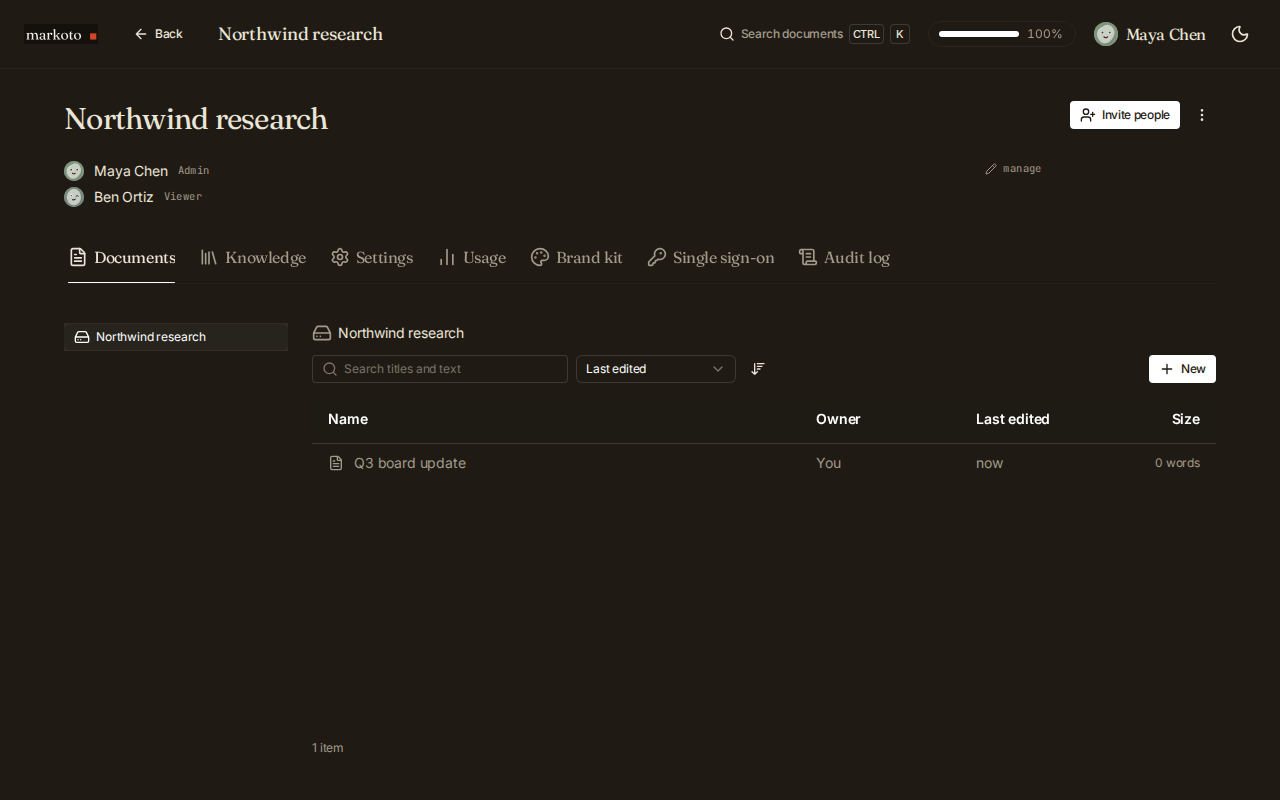 markoto
Back
Northwind research
Search documents CTRL K
100%
Maya Chen
Northwind research
Invite people
Maya Chen Admin
manage
Ben Ortiz Viewer
Documents Knowledge Settings Usage Brand kit Single sign-on Audit log
Northwind research
Northwind research
Search titles and text
Last edited
New
Name Owner Last edited Size
Q3 board update You now 0 words
1 item